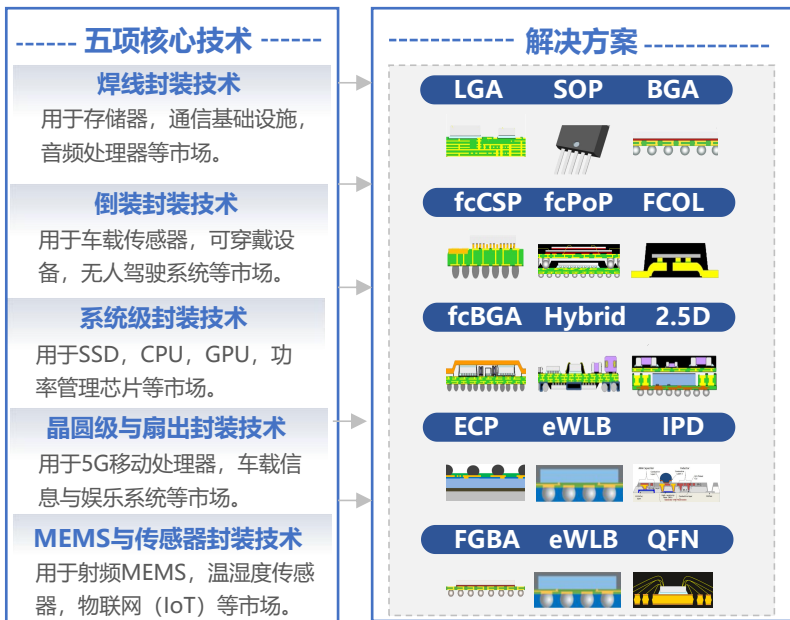 五项核心技术
焊线封装技术
用于存储器，通信基础设施，
音频处理器等市场。
倒装封装技术
用于车载传感器，可穿戴设
备，无人驾驶系统等市场。
系统级封装技术
用于SSD，CPU，GPU，功
率管理芯片等市场。
晶圆级与扇出封装技术
用于5G移动处理器，车载信
息与娱乐系统等市场。
MEMS与传感器封装技术
用于射频MEMS，温湿度传感
器，物联网（IoT）等市场。
解决方案
LGA SOP BGA
fcCSP fcPoP FCOL
fcBGA Hybrid 2.5D
ECP eWLB IPD
FGBA eWLB QFN